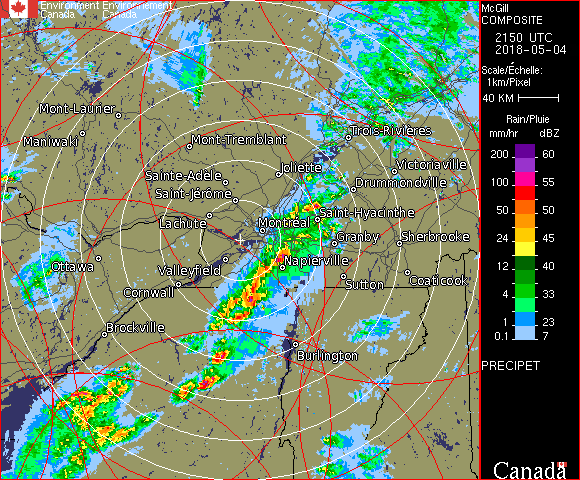 Environment Environnement
Canada Canada
McGill
COMPOSITE
2150 UTC
2018-05-04
Scale/Échelle:
1km/Pixel
40 KM
Rain/Pluie
mm/hr dBZ
200 60
100 55
50 50
24 45
12 40
4 33
1 23
0.1 7
PRECIPET
Canada
Mont-Laurier
Maniwaki
Mont-Tremblant
Trois-Rivières
Joliette
Victoriaville
Sainte-Adèle
Drummondville
Saint-Jérôme
Saint-Hyacinthe
Lachute
Montréal
Granby
Sherbrooke
Ottawa
Valleyfield
Napierville
Sutton
Coaticook
Cornwall
Brockville
Burlington